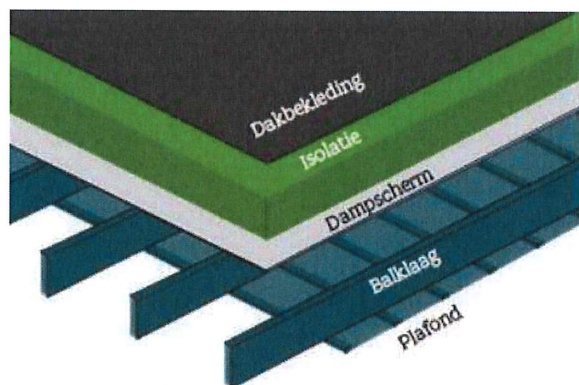 Dakbekleding
Isolatie
Dampscherm
Balklaag
Plafond